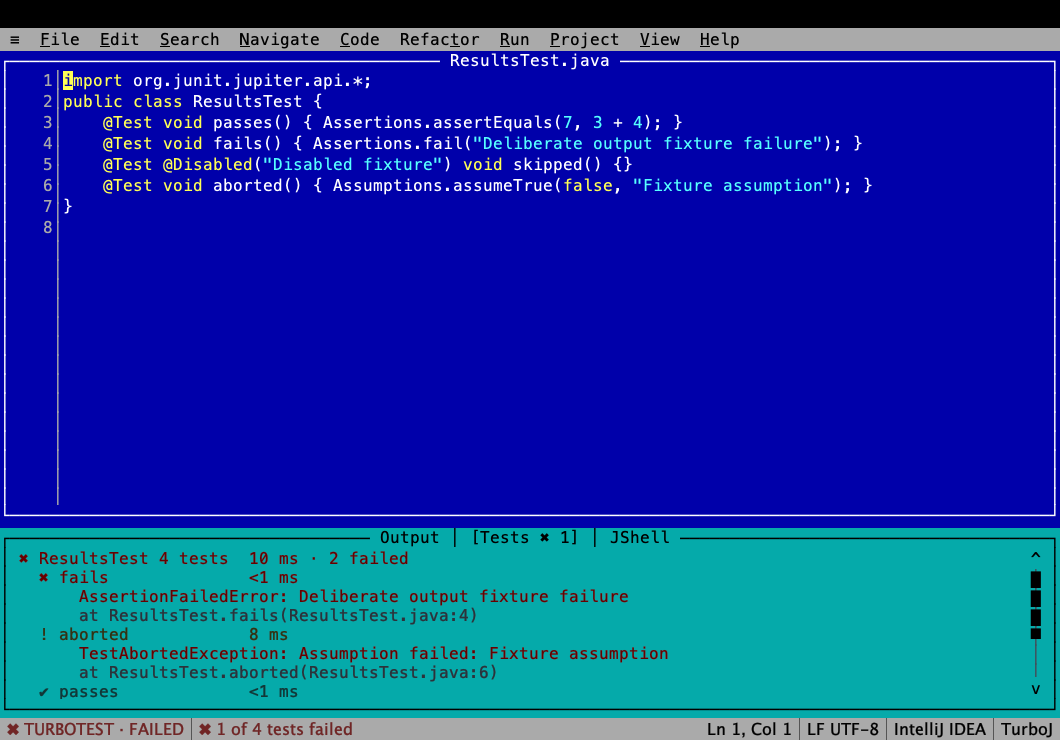 ≡ File Edit Search Navigate Code Refactor Run Project View Help
ResultsTest.java
1 import org.junit.jupiter.api.*;
2 public class ResultsTest {
3     @Test void passes() { Assertions.assertEquals(7, 3 + 4); }
4     @Test void fails() { Assertions.fail("Deliberate output fixture failure"); }
5     @Test @Disabled("Disabled fixture") void skipped() {}
6     @Test void aborted() { Assumptions.assumeTrue(false, "Fixture assumption"); }
7 }
8
Output | [Tests ✖ 1] | JShell
✖ ResultsTest 4 tests 10 ms · 2 failed
✖ fails <1 ms
AssertionFailedError: Deliberate output fixture failure
at ResultsTest.fails(ResultsTest.java:4)
! aborted 8 ms
TestAbortedException: Assumption failed: Fixture assumption
at ResultsTest.aborted(ResultsTest.java:6)
✔ passes <1 ms
✖ TURBOTEST · FAILED ✖ 1 of 4 tests failed Ln 1, Col 1 LF UTF-8 IntelliJ IDEA TurboJ